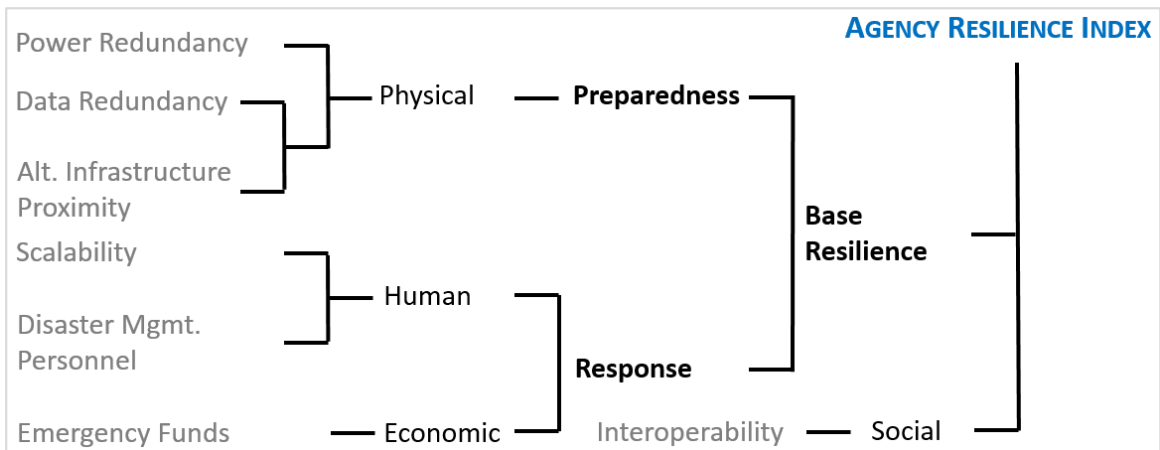 AGENCY RESILIENCE INDEX
Power Redundancy
Data Redundancy
Physical
Preparedness
Alt. Infrastructure
Proximity
Base
Resilience
Scalability
Human
Disaster Mgmt.
Personnel
Response
Emergency Funds
Economic
Interoperability
Social